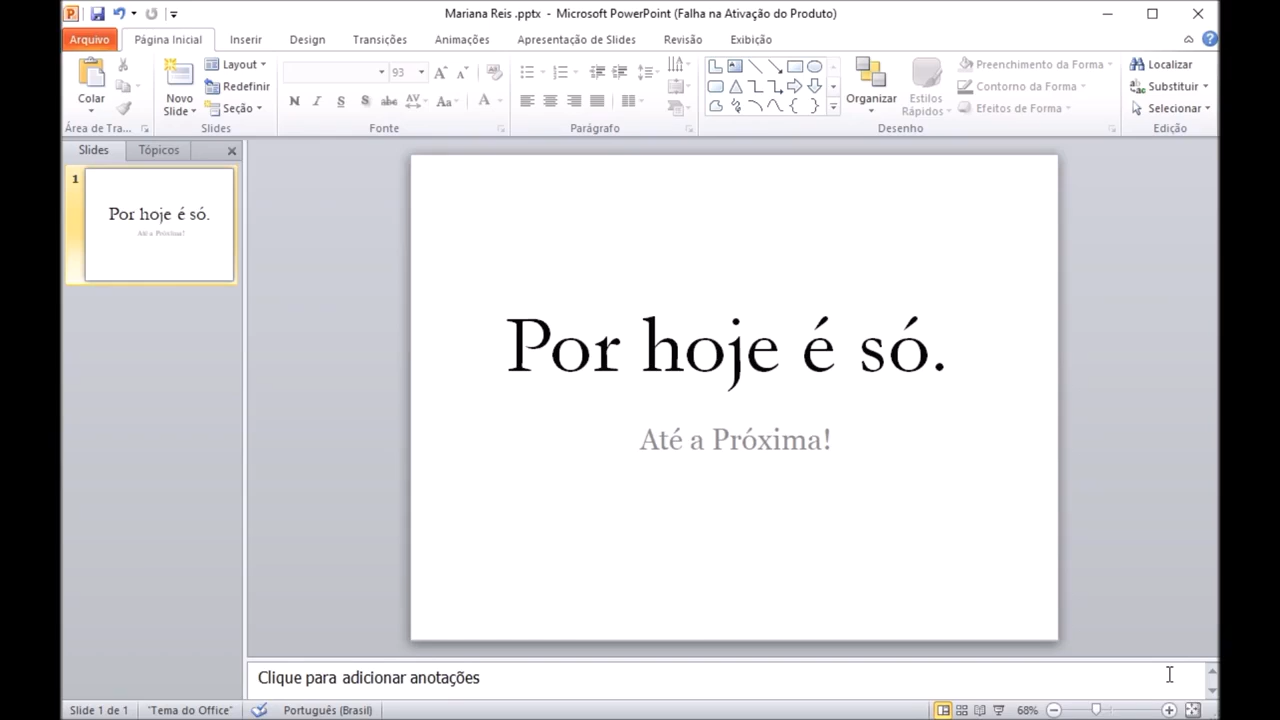 Mariana Reis .pptx - Microsoft PowerPoint (Falha na Ativação do Produto)
Arquivo Página Inicial Inserir Design Transições Animações Apresentação de Slides Revisão Exibição
Colar
Área de Tra...
Novo Slide
Layout
Redefinir
Seção
Slides
93
N I S S abc AV Aa A
Fonte
Parágrafo
Organizar
Estilos Rápidos
Preenchimento da Forma
Contorno da Forma
Efeitos de Forma
Desenho
Localizar
Substituir
Selecionar
Edição
Slides Tópicos
1
Por hoje é só.
Até a Próxima!
Por hoje é só.
Até a Próxima!
Clique para adicionar anotações
Slide 1 de 1 "Tema do Office" Português (Brasil) 68%